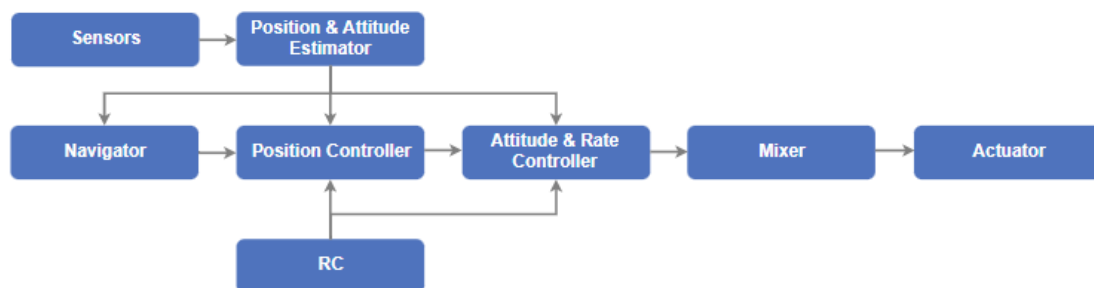 Sensors
Position & Attitude
Estimator
Navigator
Position Controller
Attitude & Rate
Controller
Mixer
Actuator
RC